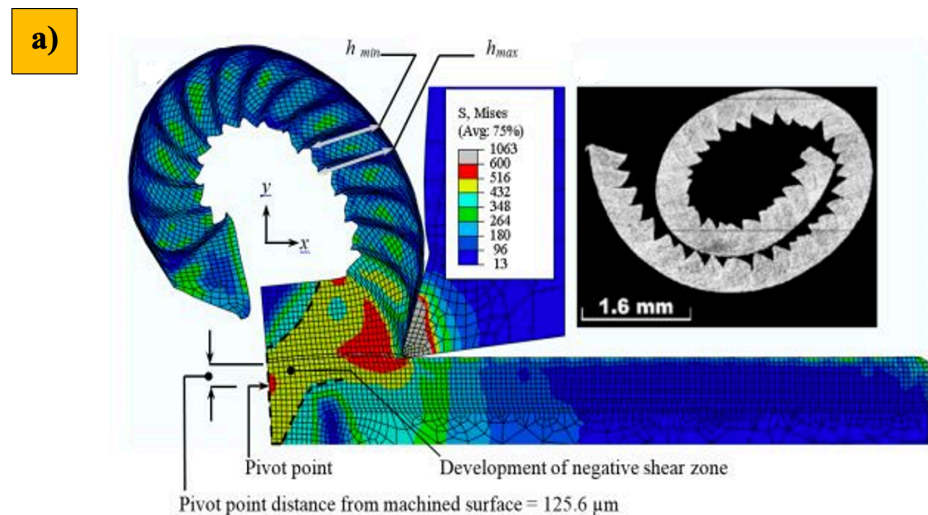 a)
h min
hmax
S, Mises
(Avg: 75%)
1063
600
516
432
348
264
180
96
13
y
x
1.6 mm
Pivot point
Development of negative shear zone
Pivot point distance from machined surface = 125.6 µm